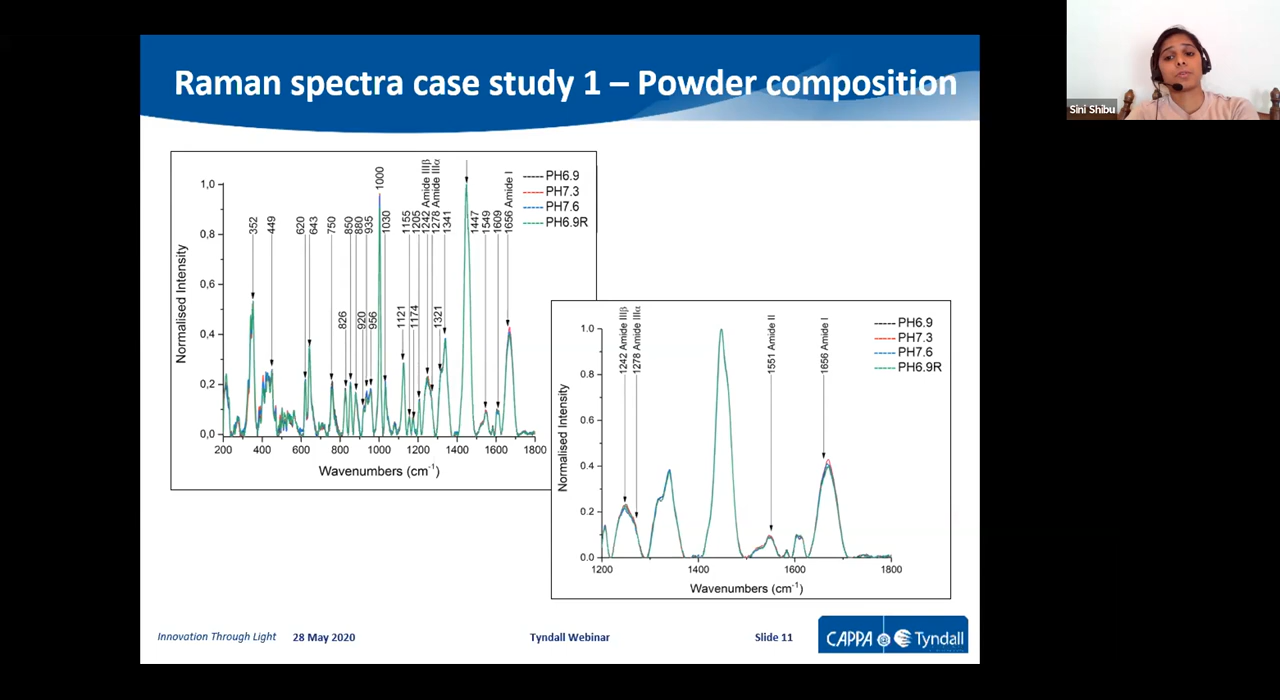 Raman spectra case study 1 – Powder composition
Sini Shibu
Normalised Intensity
1,0
0,8
0,6
0,4
0,2
0,0
352
449
620
643
750
826
850
880
920
935
956
1000
1030
1121
1155
1174
1205
1242 Amide IIIβ
1278 Amide IIIα
1321
1341
1447
1549
1609
1656 Amide I
PH6.9
PH7.3
PH7.6
PH6.9R
200 400 600 800 1000 1200 1400 1600 1800
Wavenumbers (cm-1)
Normalised Intensity
1.0
0.8
0.6
0.4
0.2
0.0
1242 Amide IIIβ
1278 Amide IIIα
1551 Amide II
1656 Amide I
PH6.9
PH7.3
PH7.6
PH6.9R
1200 1400 1600 1800
Wavenumbers (cm-1)
Innovation Through Light 28 May 2020 Tyndall Webinar Slide 11
CAPPA @ Tyndall